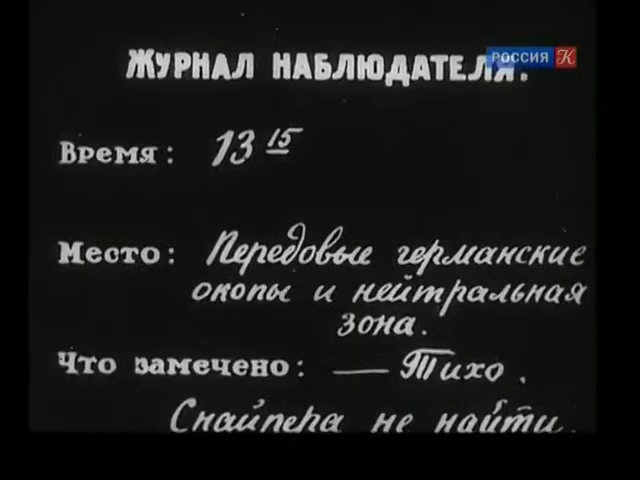 ЖУРНАЛ НАБЛЮДАТЕЛЯ.
РОССИЯ К
Время: 13 15
Место: Передовые германские
окопы и нейтральная
зона.
Что замечено: — Тихо.
Снайпера не найти.